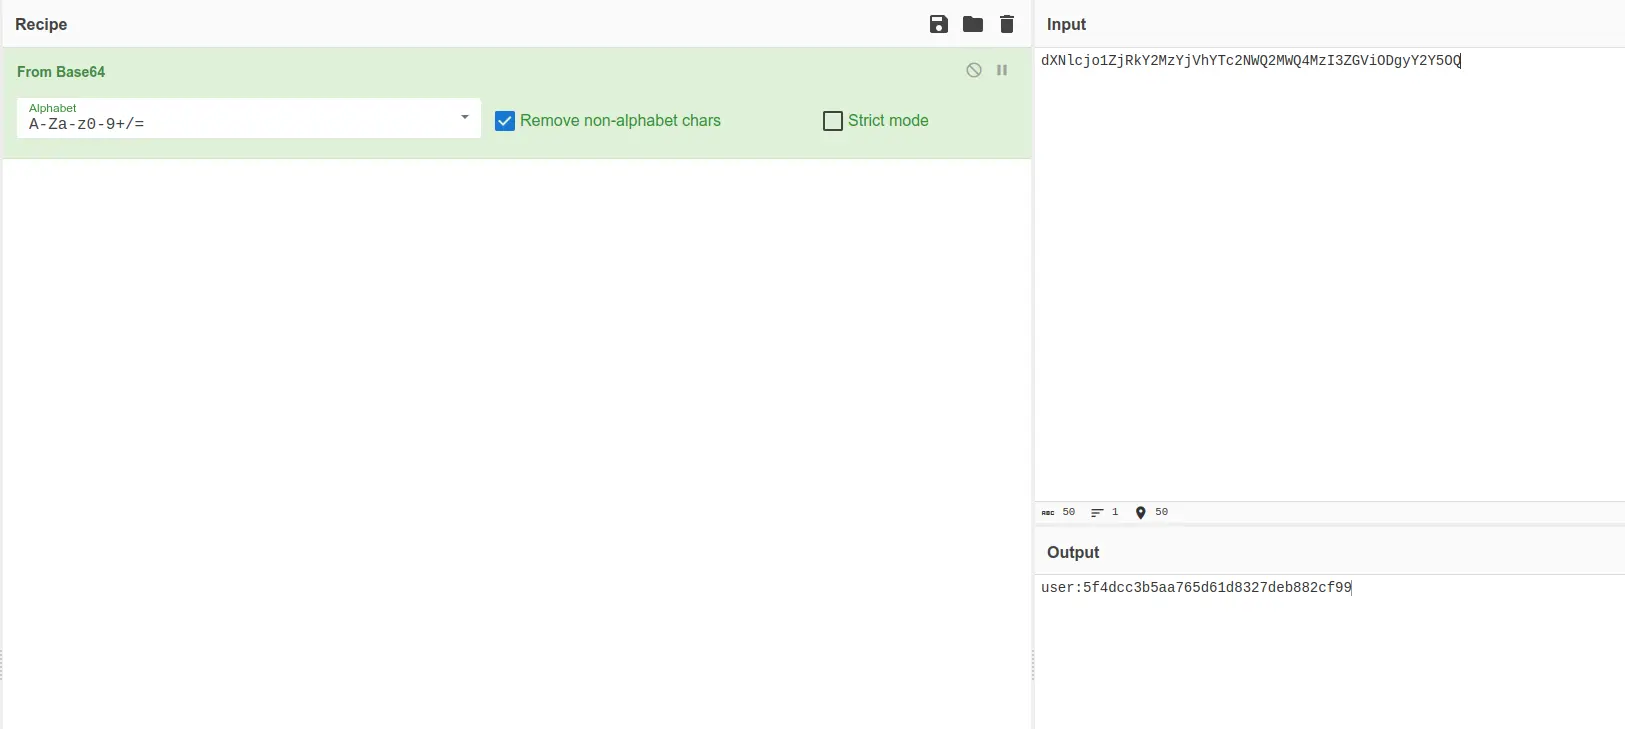 Recipe
From Base64
Alphabet
A-Za-z0-9+/=
Remove non-alphabet chars
Strict mode
Input
dXNlcjo1ZjRkY2MzYjVhYTc2NWQ2MWQ4MzI3ZGViODgyY2Y5OQ
ABC 50 1 50
Output
user:5f4dcc3b5aa765d61d8327deb882cf99